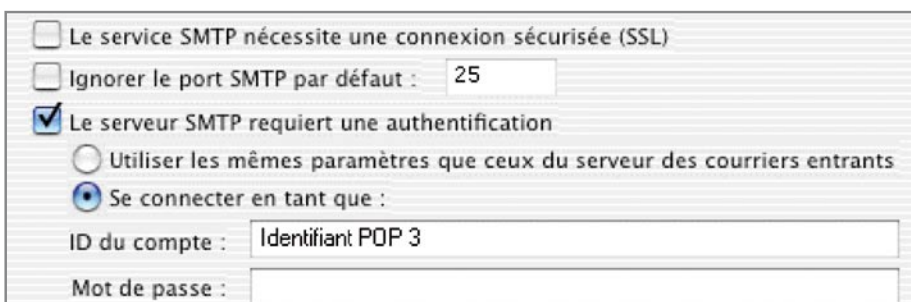 Le service SMTP nécessite une connexion sécurisée (SSL)
Ignorer le port SMTP par défaut : 25
Le serveur SMTP requiert une authentification
Utiliser les mêmes paramètres que ceux du serveur des courriers entrants
Se connecter en tant que :
ID du compte : Identifiant POP 3
Mot de passe :